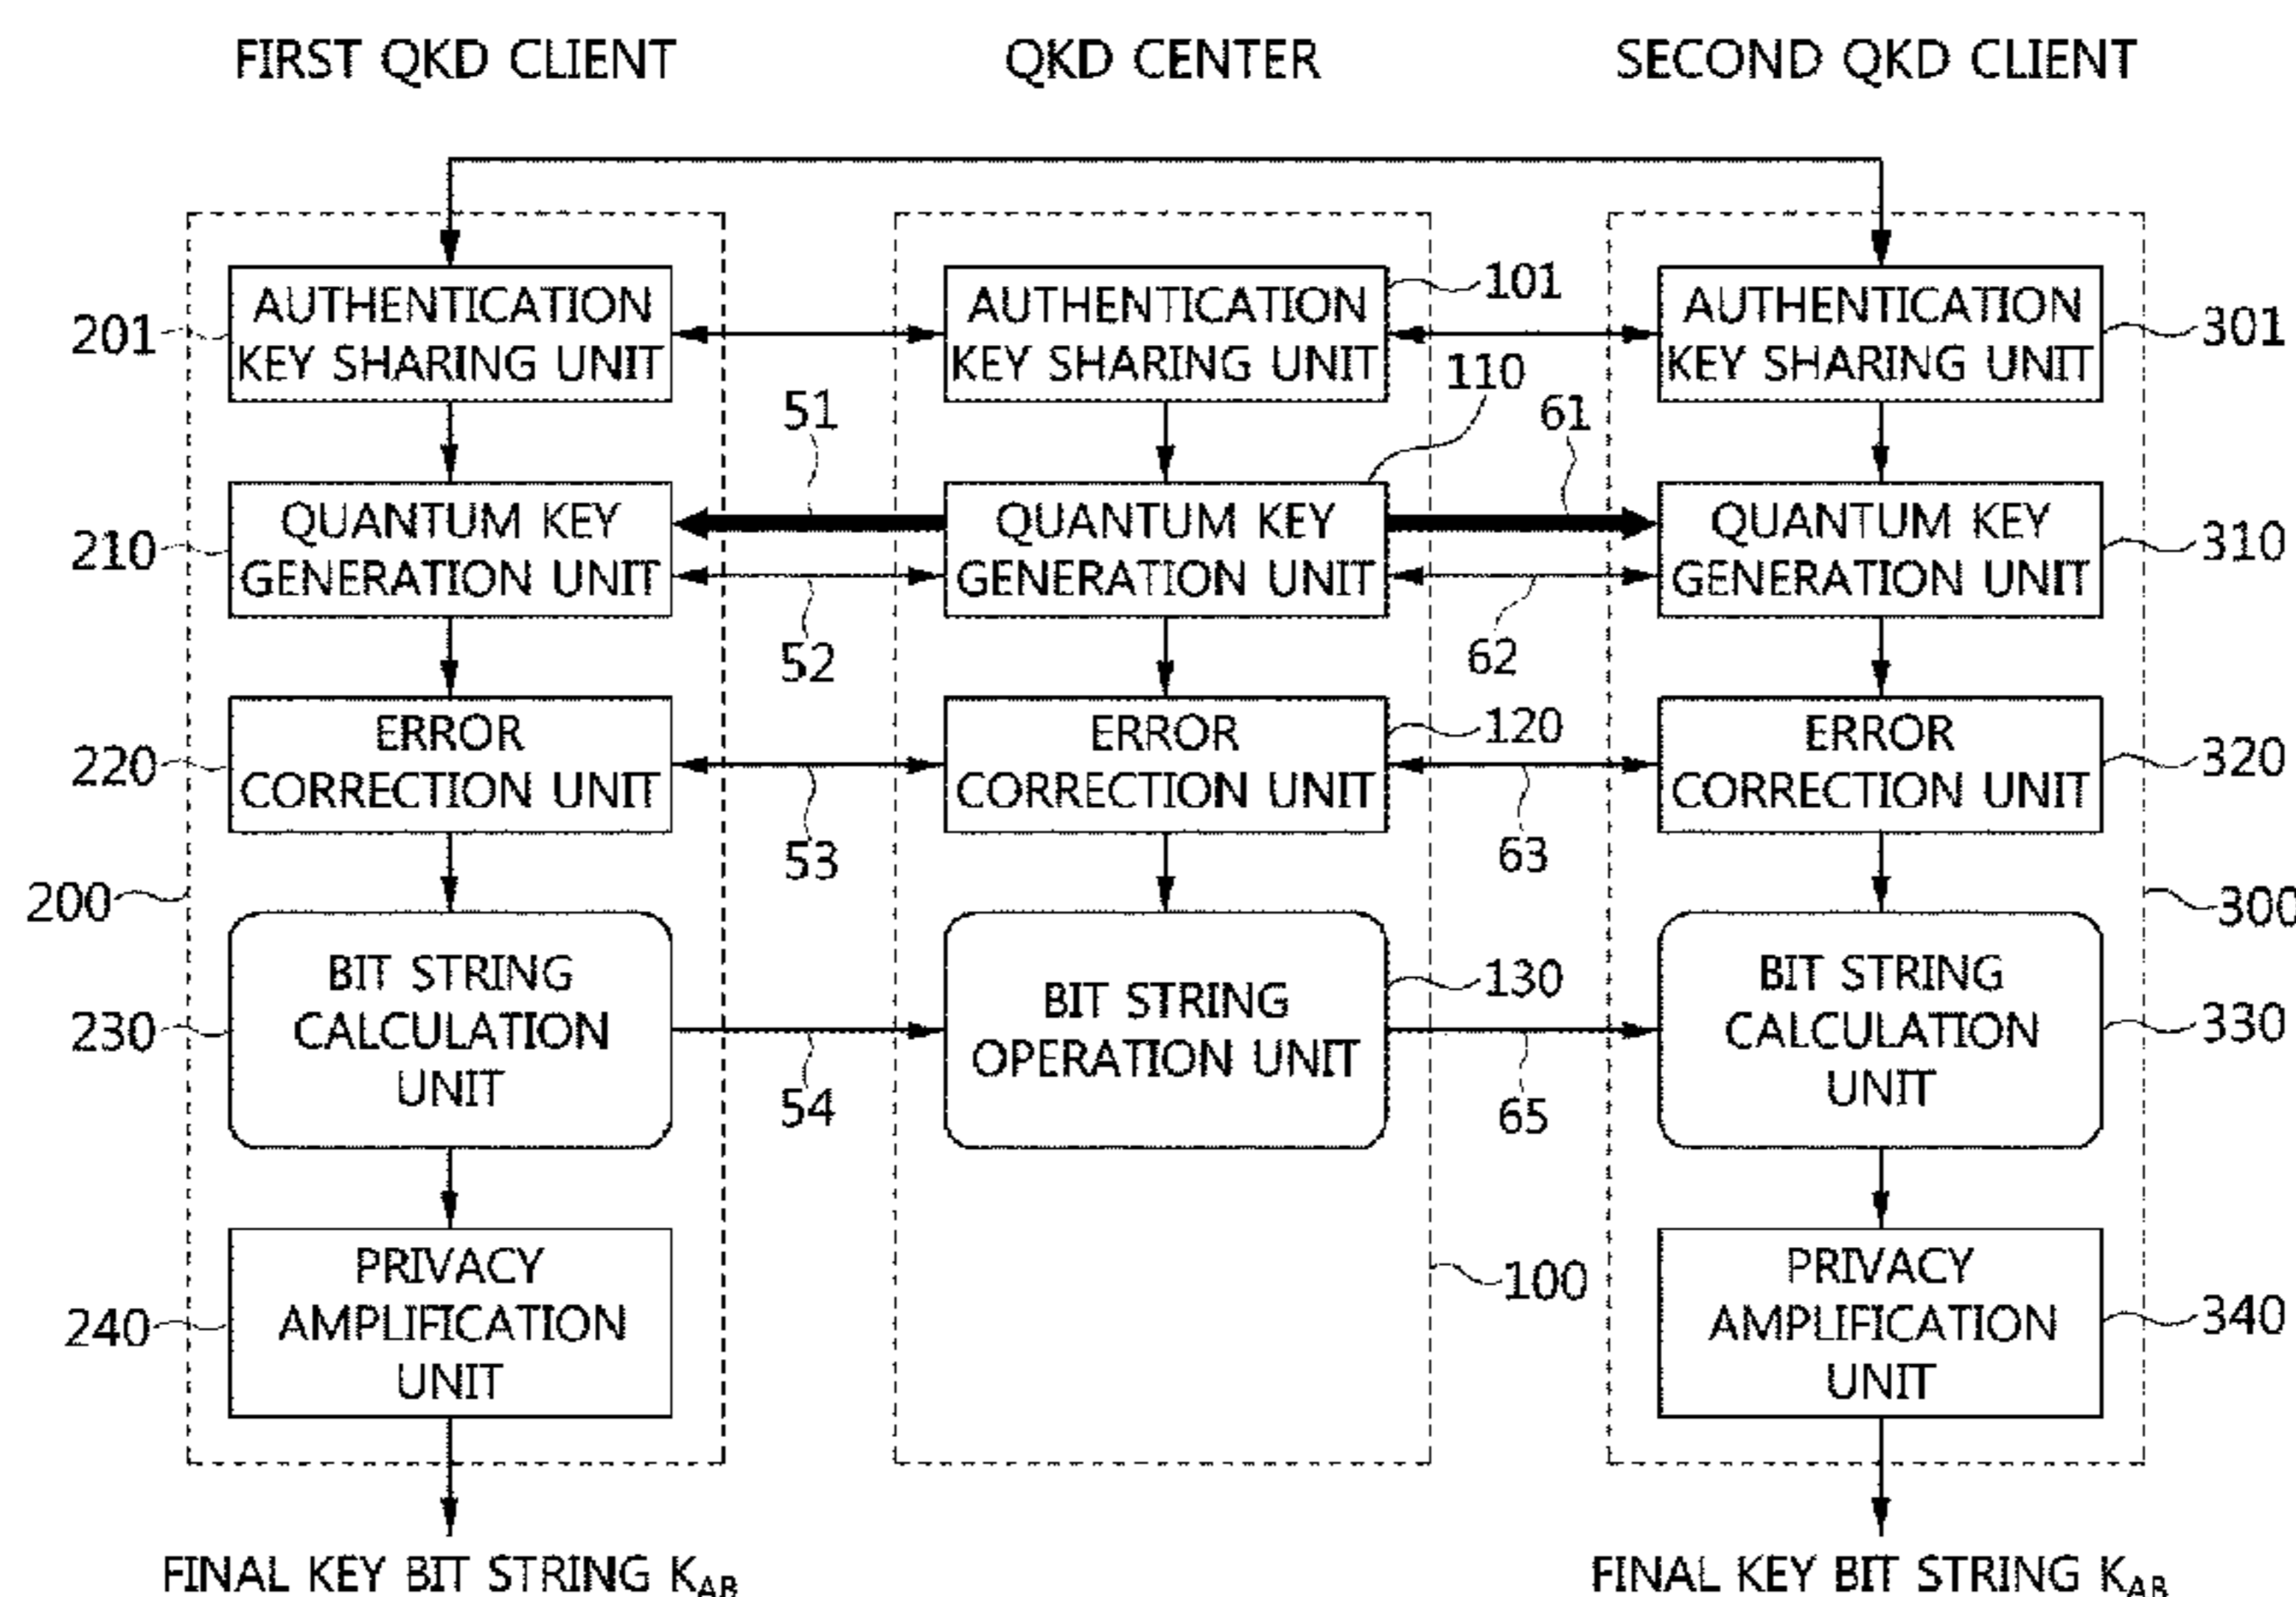 FIRST QKD CLIENT
QKD CENTER
SECOND QKD CLIENT
AUTHENTICATION
KEY SHARING UNIT
201
AUTHENTICATION
KEY SHARING UNIT
101
AUTHENTICATION
KEY SHARING UNIT
301
110
51
61
QUANTUM KEY
GENERATION UNIT
210
QUANTUM KEY
GENERATION UNIT
QUANTUM KEY
GENERATION UNIT
310
52
62
ERROR
CORRECTION UNIT
220
ERROR
CORRECTION UNIT
120
ERROR
CORRECTION UNIT
320
53
63
200
300
BIT STRING
CALCULATION
UNIT
230
BIT STRING
OPERATION UNIT
130
BIT STRING
CALCULATION
UNIT
330
54
65
PRIVACY
AMPLIFICATION
UNIT
240
100
PRIVACY
AMPLIFICATION
UNIT
340
FINAL KEY BIT STRING KAB
FINAL KEY BIT STRING KAB